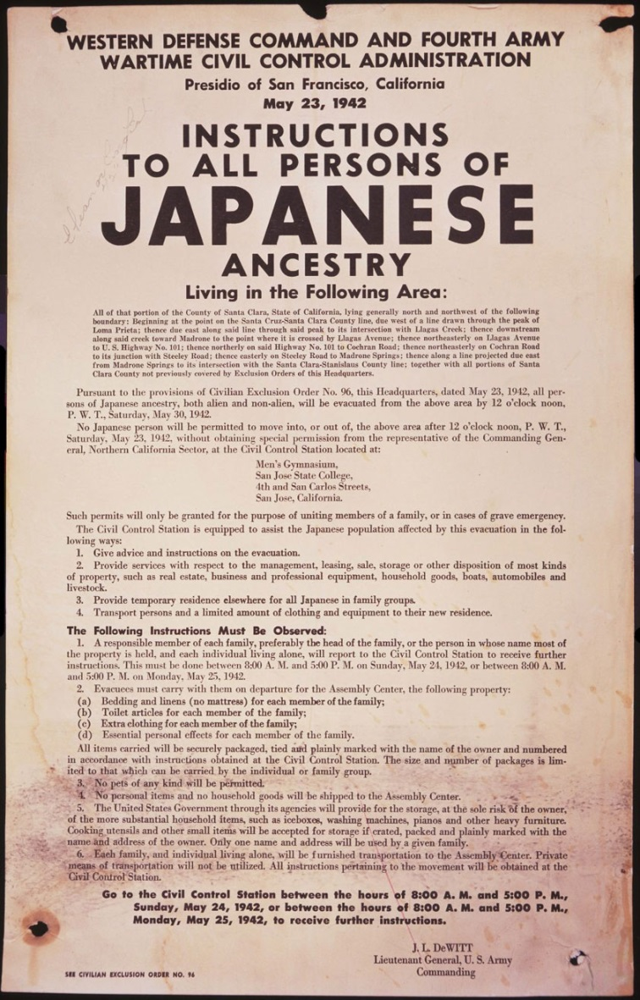 WESTERN DEFENSE COMMAND AND FOURTH ARMY
WARTIME CIVIL CONTROL ADMINISTRATION
Presidio of San Francisco, California
May 23, 1942
INSTRUCTIONS
TO ALL PERSONS OF
JAPANESE
ANCESTRY
Living in the Following Area:
All of that portion of the County of Santa Clara, State of California, lying generally north and northwest of the following
boundary: Beginning at the point on the Santa Cruz-Santa Clara County line, due west of a line drawn through the peak of
Loma Prieta; thence due east along said line through said peak to its intersection with Llagas Creek; thence downstream
along said creek toward Madrone to the point where it is crossed by Llagas Avenue; thence northeasterly on Llagas Avenue
to U. S. Highway No. 101; thence northerly on said Highway No. 101 to Cochran Road; thence northeasterly on Cochran Road
to its junction with Steeley Road; thence easterly on Steeley Road to Madrone Springs; thence along a line projected due east
from Madrone Springs to its intersection with the Santa Clara-Stanislaus County line; together with all portions of Santa
Clara County not previously covered by Exclusion Orders of this Headquarters.
Pursuant to the provisions of Civilian Exclusion Order No. 96, this Headquarters, dated May 23, 1942, all per-
sons of Japanese ancestry, both alien and non-alien, will be evacuated from the above area by 12 o'clock noon,
P. W. T., Saturday, May 30, 1942.
No Japanese person will be permitted to move into, or out of, the above area after 12 o'clock noon, P. W. T.,
Saturday, May 23, 1942, without obtaining special permission from the representative of the Commanding Gen-
eral, Northern California Sector, at the Civil Control Station located at:
Men's Gymnasium,
San Jose State College,
4th and San Carlos Streets,
San Jose, California.
Such permits will only be granted for the purpose of uniting members of a family, or in cases of grave emergency.
The Civil Control Station is equipped to assist the Japanese population affected by this evacuation in the fol-
lowing ways:
1. Give advice and instructions on the evacuation.
2. Provide services with respect to the management, leasing, sale, storage or other disposition of most kinds
of property, such as real estate, business and professional equipment, household goods, boats, automobiles and
livestock.
3. Provide temporary residence elsewhere for all Japanese in family groups.
4. Transport persons and a limited amount of clothing and equipment to their new residence.
The Following Instructions Must Be Observed:
1. A responsible member of each family, preferably the head of the family, or the person in whose name most of
the property is held, and each individual living alone, will report to the Civil Control Station to receive further
instructions. This must be done between 8:00 A. M. and 5:00 P. M. on Sunday, May 24, 1942, or between 8:00 A. M.
and 5:00 P. M. on Monday, May 25, 1942.
2. Evacuees must carry with them on departure for the Assembly Center, the following property:
(a) Bedding and linens (no mattress) for each member of the family;
(b) Toilet articles for each member of the family;
(c) Extra clothing for each member of the family;
(d) Essential personal effects for each member of the family.
All items carried will be securely packaged, tied and plainly marked with the name of the owner and numbered
in accordance with instructions obtained at the Civil Control Station. The size and number of packages is lim-
ited to that which can be carried by the individual or family group.
3. No pets of any kind will be permitted.
4. No personal items and no household goods will be shipped to the Assembly Center.
5. The United States Government through its agencies will provide for the storage, at the sole risk of the owner,
of the more substantial household items, such as iceboxes, washing machines, pianos and other heavy furniture.
Cooking utensils and other small items will be accepted for storage if crated, packed and plainly marked with the
name and address of the owner. Only one name and address will be used by a given family.
6. Each family, and individual living alone, will be furnished transportation to the Assembly Center. Private
means of transportation will not be utilized. All instructions pertaining to the movement will be obtained at the
Civil Control Station.
Go to the Civil Control Station between the hours of 8:00 A. M. and 5:00 P. M.,
Sunday, May 24, 1942, or between the hours of 8:00 A. M. and 5:00 P. M.,
Monday, May 25, 1942, to receive further instructions.
J. L. DeWITT
Lieutenant General, U. S. Army
Commanding
SEE CIVILIAN EXCLUSION ORDER NO. 96